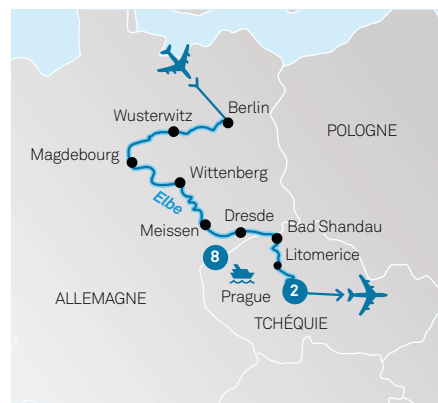 Berlin
Wusterwitz
POLOGNE
Magdebourg
Wittenberg
Elbe
Dresde
Bad Shandau
Meissen
Litomerice
8
2
Prague
ALLEMAGNE
TCHÉQUIE